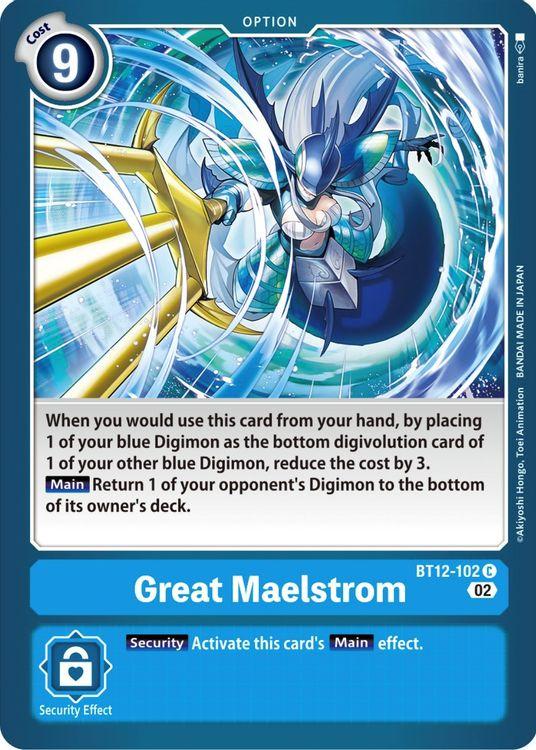 OPTION
Cost
9
banira
When you would use this card from your hand, by placing
1 of your blue Digimon as the bottom digivolution card of
1 of your other blue Digimon, reduce the cost by 3.
Main Return 1 of your opponent's Digimon to the bottom
of its owner's deck.
©Akiyoshi Hongo, Toei Animation BANDAI MADE IN JAPAN
BT12-102 C
Great Maelstrom
02
Security Activate this card's Main effect.
Security Effect